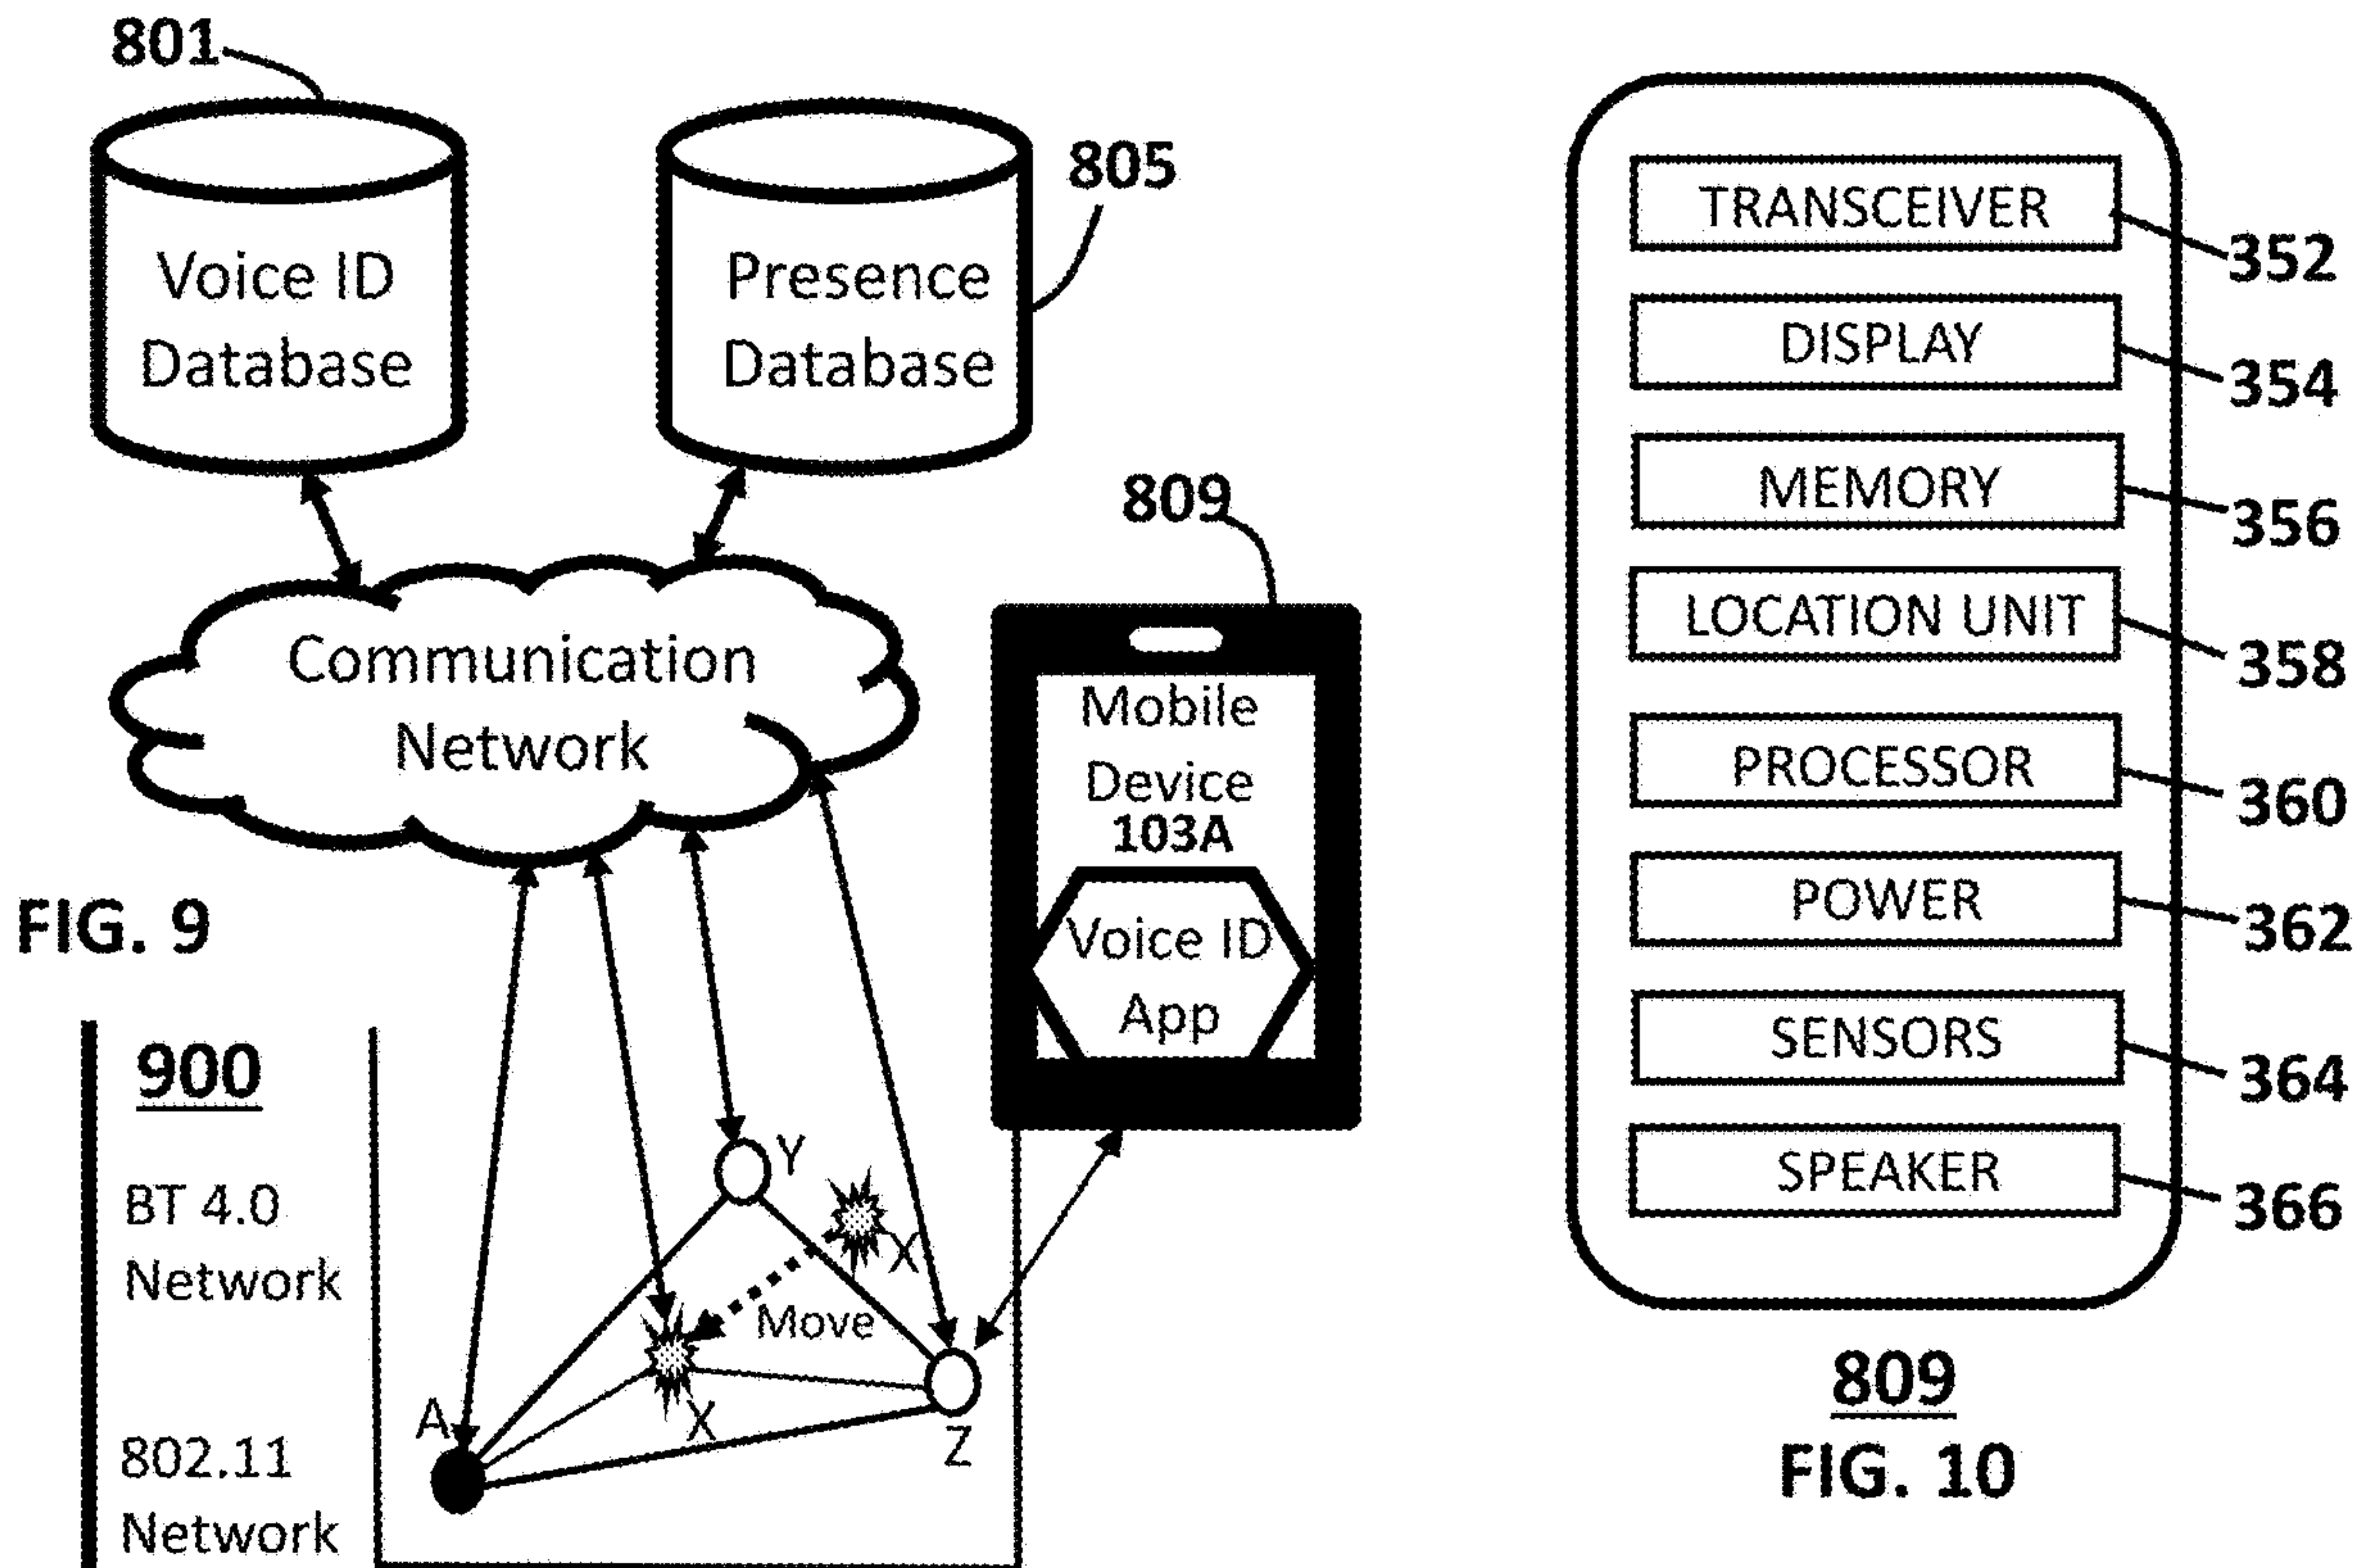 801
Voice ID
Database
Presence
Database
805
809
Communication
Network
Mobile
Device
103A
Voice ID
App
FIG. 9
900
BT 4.0
Network
802.11
Network
Y
X
Move
A
X
Z
TRANSCEIVER
352
DISPLAY
354
MEMORY
356
LOCATION UNIT
358
PROCESSOR
360
POWER
362
SENSORS
364
SPEAKER
366
809
FIG. 10